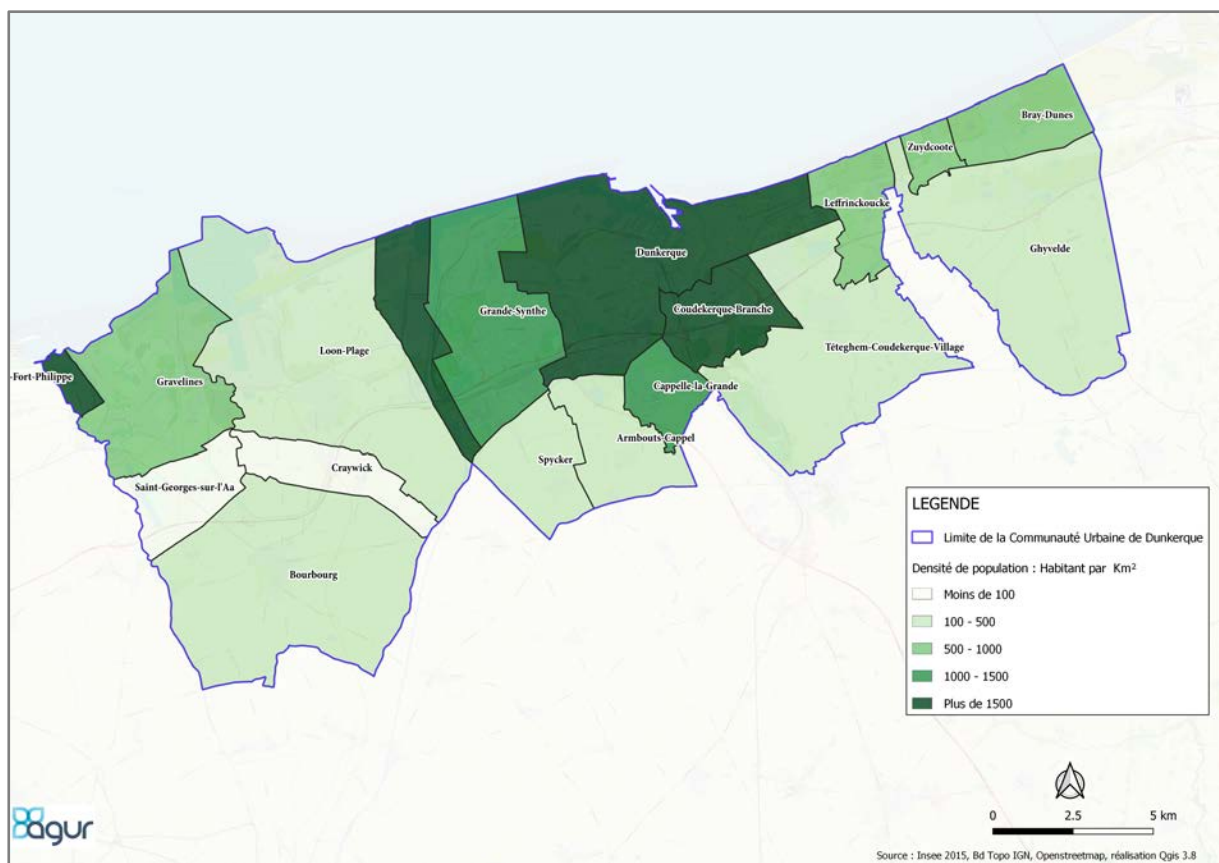 Bray-Dunes
Zuydcoote
Leffrinckoucke
Ghyvelde
Dunkerque
Coudekerque-Branche
Grande-Synthe
Téteghem-Coudekerque-Village
Loon-Plage
-Fort-Philippe
Gravelines
Cappelle-la-Grande
Armbouts-Cappel
Spycker
Craywick
Saint-Georges-sur-l'Aa
Bourbourg
LEGENDE
Limite de la Communauté Urbaine de Dunkerque
Densité de population : Habitant par Km²
Moins de 100
100 - 500
500 - 1000
1000 - 1500
Plus de 1500
0 2.5 5 km
agur
Source : Insee 2015, Bd Topo IGN, Openstreetmap, réalisation Qgis 3.8